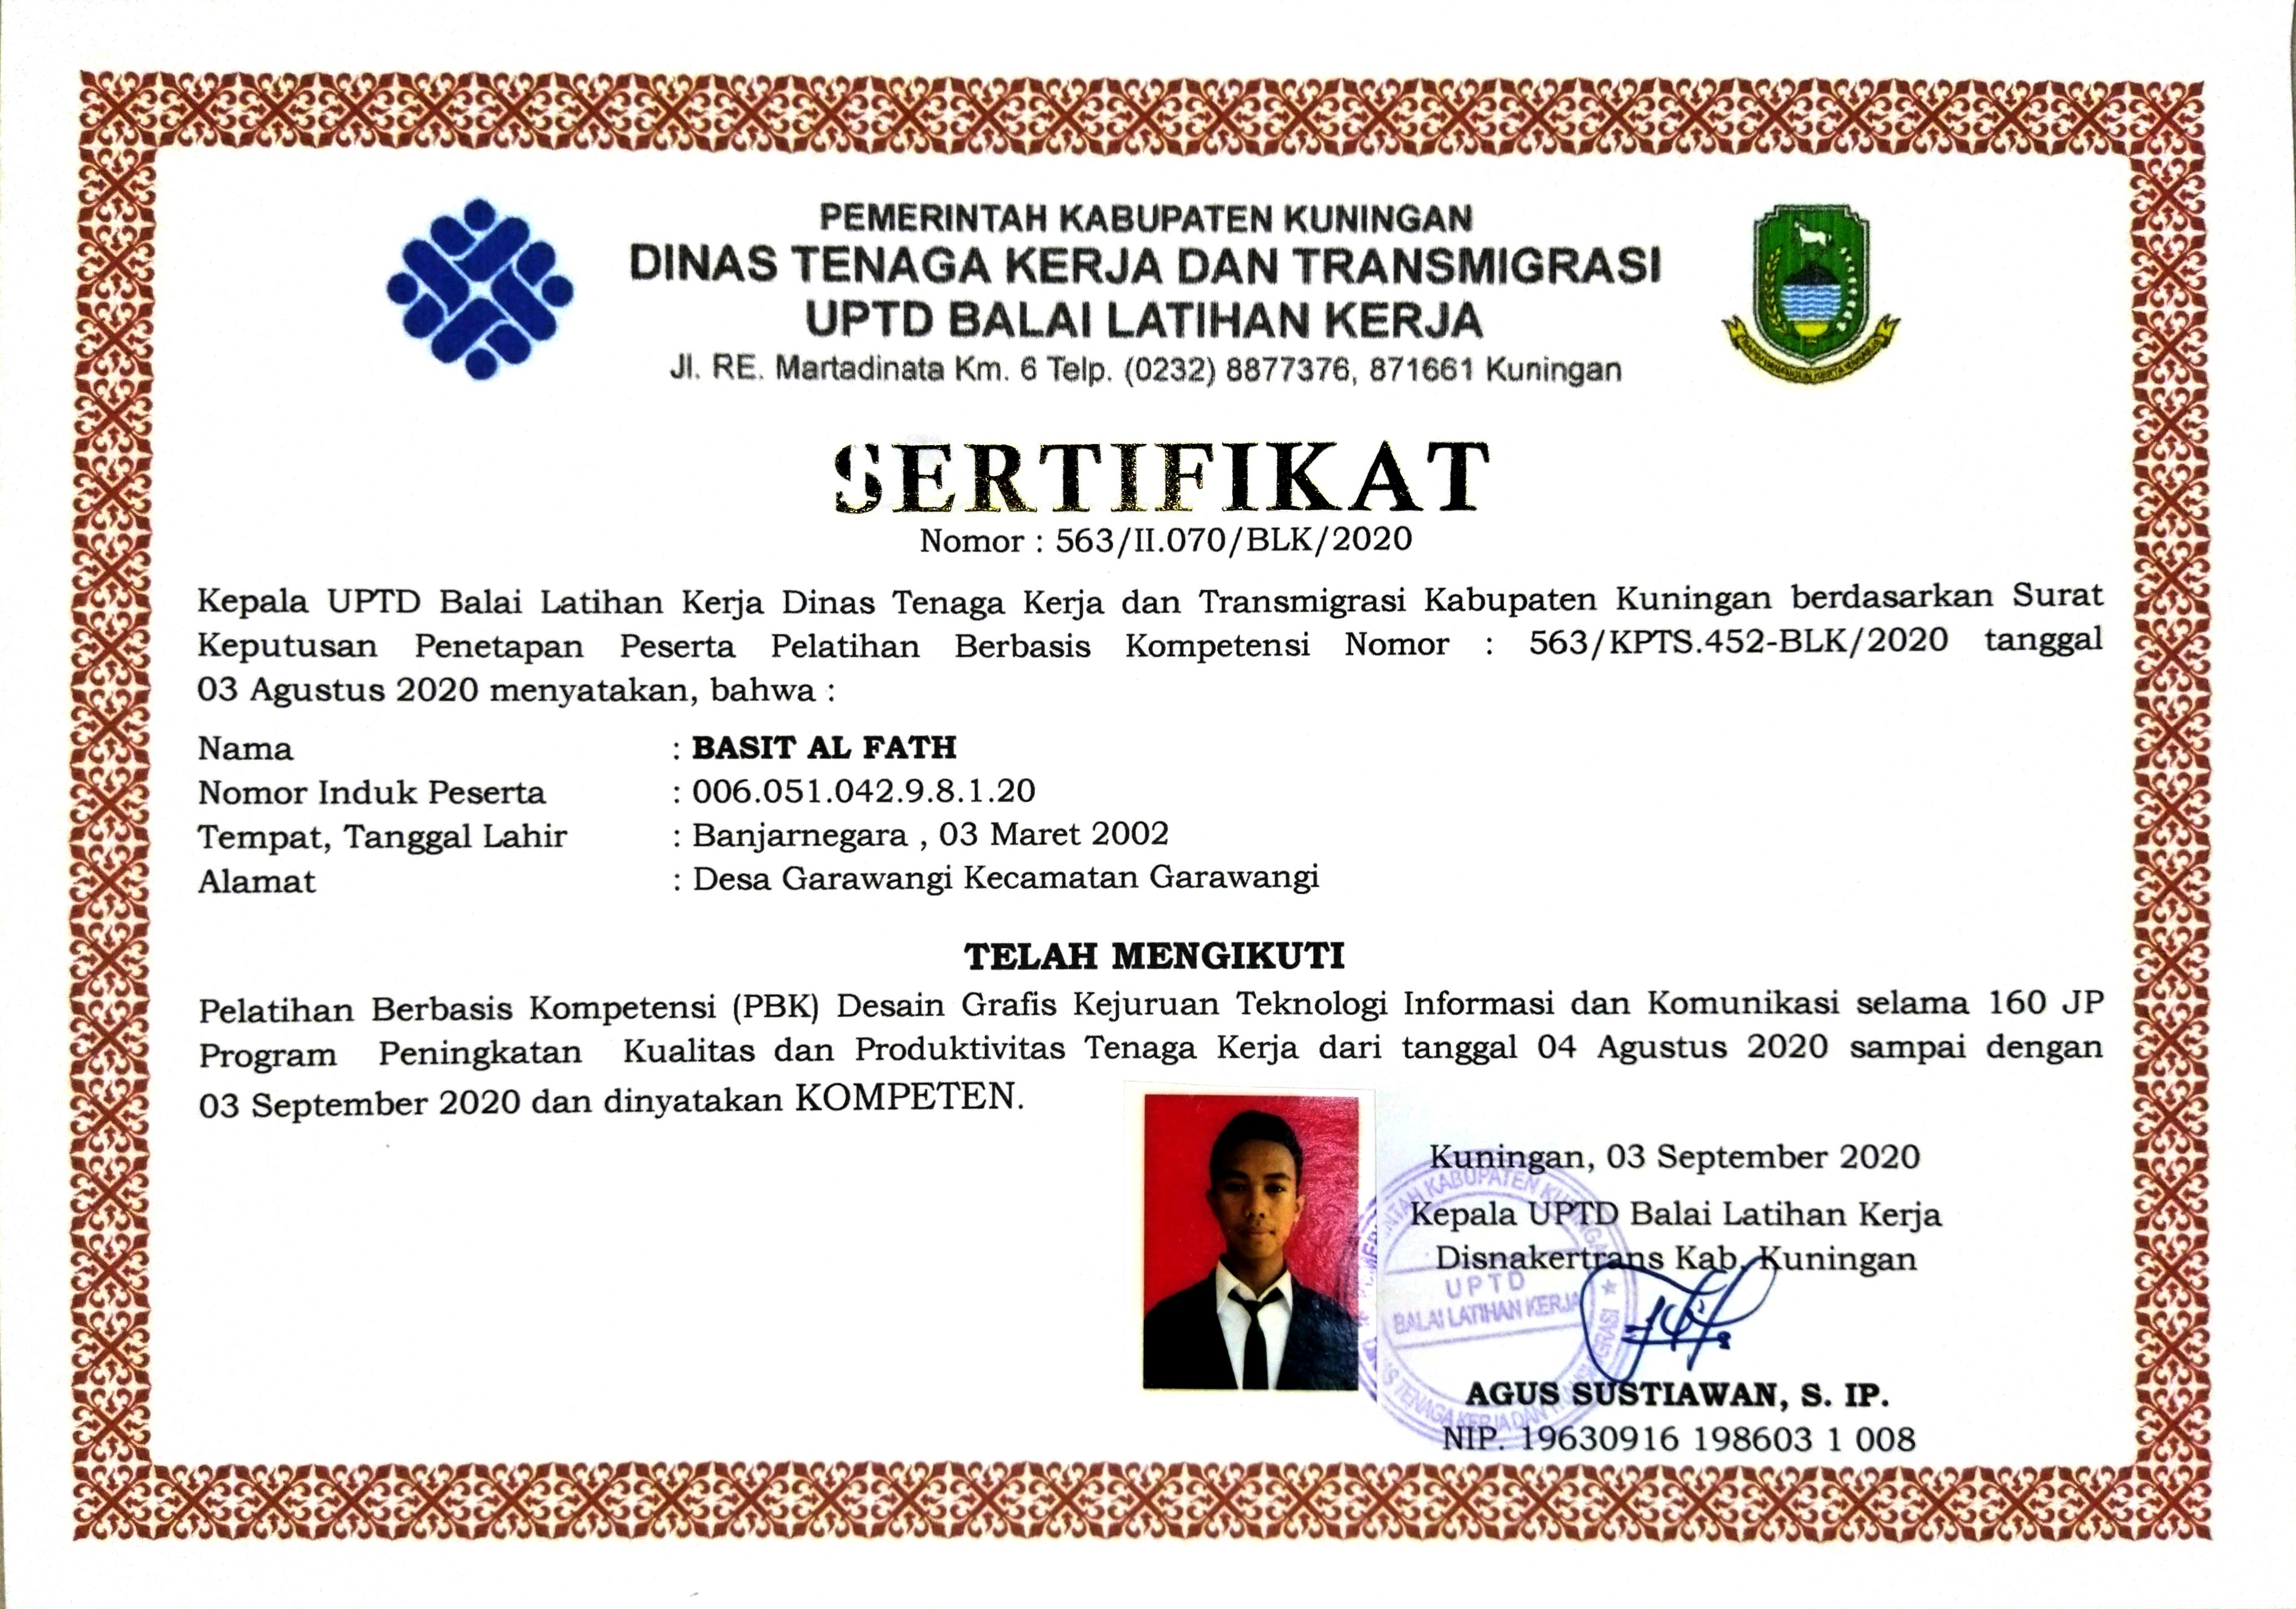 PEMERINTAH KABUPATEN KUNINGAN
DINAS TENAGA KERJA DAN TRANSMIGRASI
UPTD BALAI LATIHAN KERJA
Jl. RE. Martadinata Km. 6 Telp. (0232) 8877376, 871661 Kuningan
SERTIFIKAT
Nomor : 563/II.070/BLK/2020
Kepala UPTD Balai Latihan Kerja Dinas Tenaga Kerja dan Transmigrasi Kabupaten Kuningan berdasarkan Surat
Keputusan Penetapan Peserta Pelatihan Berbasis Kompetensi Nomor : 563/KPTS.452-BLK/2020 tanggal
03 Agustus 2020 menyatakan, bahwa :
Nama : BASIT AL FATH
Nomor Induk Peserta : 006.051.042.9.8.1.20
Tempat, Tanggal Lahir : Banjarnegara , 03 Maret 2002
Alamat : Desa Garawangi Kecamatan Garawangi
TELAH MENGIKUTI
Pelatihan Berbasis Kompetensi (PBK) Desain Grafis Kejuruan Teknologi Informasi dan Komunikasi selama 160 JP
Program Peningkatan Kualitas dan Produktivitas Tenaga Kerja dari tanggal 04 Agustus 2020 sampai dengan
03 September 2020 dan dinyatakan KOMPETEN.
Kuningan, 03 September 2020
Kepala UPTD Balai Latihan Kerja
Disnakertrans Kab. Kuningan
KABUPATEN KUNINGAN
UPTD
BALAI LATIHAN KERJA
TENAGA KERJA DAN
AGUS SUSTIAWAN, S. IP.
NIP. 19630916 198603 1 008